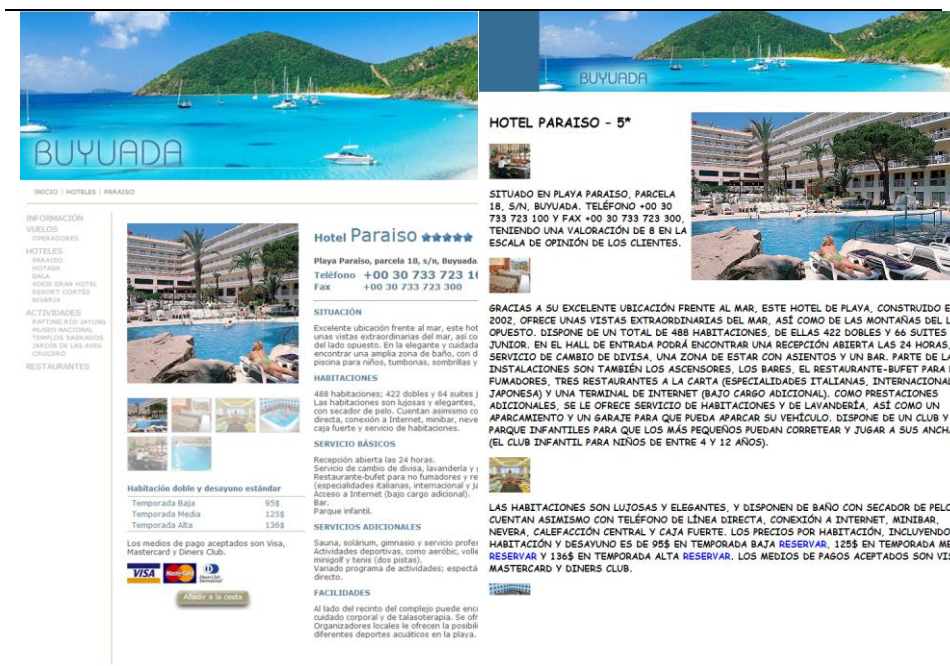 BUYUADA
INICIO | HOTELES | PARAISO
INFORMACIÓN
VUELOS
OPERADORES
HOTELES
PARAISO
HOTASA
GALA
ADEJE GRAN HOTEL
RESORT CORTÉS
NIVARIA
ACTIVIDADES
RAFTING RÍO JAYUNG
MUSEO NACIONAL
TEMPLOS SAGRADOS
JARDÍN DE LAS AVES
CRUCERO
RESTAURANTES
Habitación doble y desayuno estándar
Temporada Baja 95$
Temporada Media 125$
Temporada Alta 136$
Los medios de pago aceptados son Visa,
Mastercard y Diners Club.
VISA MasterCard Diners Club International
Añadir a la cesta
Hotel Paraiso
Playa Paraiso, parcela 18, s/n, Buyuada.
Teléfono +00 30 733 723 10
Fax +00 30 733 723 300
SITUACIÓN
Excelente ubicación frente al mar, este hot
unas vistas extraordinarias del mar, así co
del lado opuesto. En la elegante y cuidada
encontrar una amplia zona de baño, con d
piscina para niños, tumbonas, sombrillas y
HABITACIONES
488 habitaciones; 422 dobles y 64 suites j
Las habitaciones son lujosas y elegantes,
con secador de pelo. Cuentan asimismo co
directa, conexión a Internet, minibar, neve
caja fuerte y servicio de habitaciones.
SERVICIO BÁSICOS
Recepción abierta las 24 horas.
Servicio de cambio de divisa, lavandería y
Restaurante-bufet para no fumadores y re
(especialidades italianas, internacional y ja
Acceso a Internet (bajo cargo adicional).
Bar.
Parque infantil.
SERVICIOS ADICIONALES
Sauna, solárium, gimnasio y servicio profe
Actividades deportivas, como aeróbic, volle
minigolf y tenis (dos pistas).
Variado programa de actividades; espectá
directo.
FACILIDADES
Al lado del recinto del complejo puede enc
cuidado corporal y de talasoterapia. Se ofr
Organizadores locales le ofrecen la posibili
diferentes deportes acuáticos en la playa.
BUYUADA
HOTEL PARAISO - 5*
SITUADO EN PLAYA PARAISO, PARCELA
18, S/N, BUYUADA. TELÉFONO +00 30
733 723 100 Y FAX +00 30 733 723 300,
TENIENDO UNA VALORACIÓN DE 8 EN LA
ESCALA DE OPINIÓN DE LOS CLIENTES.
GRACIAS A SU EXCELENTE UBICACIÓN FRENTE AL MAR, ESTE HOTEL DE PLAYA, CONSTRUIDO E
2002, OFRECE UNAS VISTAS EXTRAORDINARIAS DEL MAR, ASÍ COMO DE LAS MONTAÑAS DEL L
OPUESTO. DISPONE DE UN TOTAL DE 488 HABITACIONES, DE ELLAS 422 DOBLES Y 66 SUITES
JUNIOR. EN EL HALL DE ENTRADA PODRÁ ENCONTRAR UNA RECEPCIÓN ABIERTA LAS 24 HORAS,
SERVICIO DE CAMBIO DE DIVISA, UNA ZONA DE ESTAR CON ASIENTOS Y UN BAR. PARTE DE LA
INSTALACIONES SON TAMBIÉN LOS ASCENSORES, LOS BARES, EL RESTAURANTE-BUFET PARA
FUMADORES, TRES RESTAURANTES A LA CARTA (ESPECIALIDADES ITALIANAS, INTERNACIONAL
JAPONESA) Y UNA TERMINAL DE INTERNET (BAJO CARGO ADICIONAL). COMO PRESTACIONES
ADICIONALES, SE LE OFRECE SERVICIO DE HABITACIONES Y DE LAVANDERÍA, ASÍ COMO UN
APARCAMIENTO Y UN GARAJE PARA QUE PUEDA APARCAR SU VEHÍCULO. DISPONE DE UN CLUB Y
PARQUE INFANTILES PARA QUE LOS MÁS PEQUEÑOS PUEDAN CORRETEAR Y JUGAR A SUS ANCHA
(EL CLUB INFANTIL PARA NIÑOS DE ENTRE 4 Y 12 AÑOS).
LAS HABITACIONES SON LUJOSAS Y ELEGANTES, Y DISPONEN DE BAÑO CON SECADOR DE PELO
CUENTAN ASIMISMO CON TELÉFONO DE LÍNEA DIRECTA, CONEXIÓN A INTERNET, MINIBAR,
NEVERA, CALEFACCIÓN CENTRAL Y CAJA FUERTE. LOS PRECIOS POR HABITACIÓN, INCLUYENDO
HABITACIÓN Y DESAYUNO ES DE 95$ EN TEMPORADA BAJA RESERVAR, 125$ EN TEMPORADA ME
RESERVAR Y 136$ EN TEMPORADA ALTA RESERVAR. LOS MEDIOS DE PAGOS ACEPTADOS SON VIS
MASTERCARD Y DINERS CLUB.